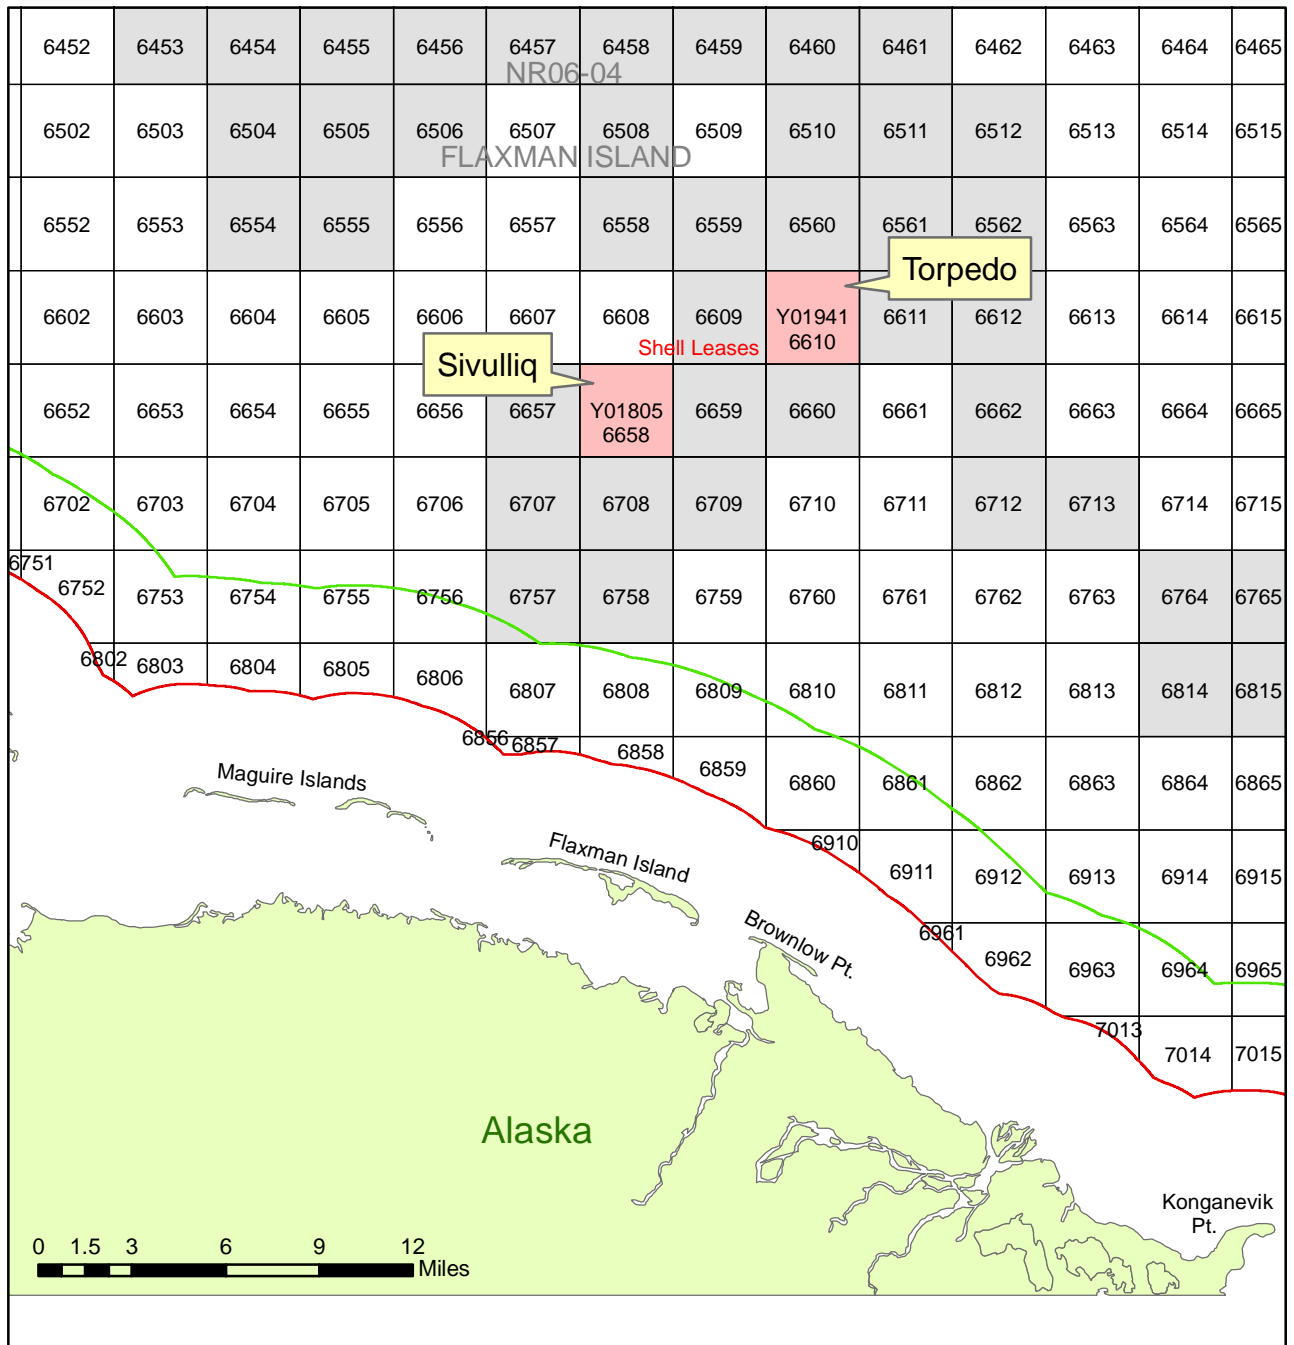 6452 6453 6454 6455 6456 6457 6458 6459 6460 6461 6462 6463 6464 6465
NR06-04
6502 6503 6504 6505 6506 6507 6508 6509 6510 6511 6512 6513 6514 6515
FLAXMAN ISLAND
6552 6553 6554 6555 6556 6557 6558 6559 6560 6561 6562 6563 6564 6565
Torpedo
6602 6603 6604 6605 6606 6607 6608 6609 Y01941 6611 6612 6613 6614 6615
6610
Shell Leases
Sivulliq
6652 6653 6654 6655 6656 6657 Y01805 6659 6660 6661 6662 6663 6664 6665
6658
6702 6703 6704 6705 6706 6707 6708 6709 6710 6711 6712 6713 6714 6715
6751
6752 6753 6754 6755 6756 6757 6758 6759 6760 6761 6762 6763 6764 6765
6802 6803 6804 6805 6806 6807 6808 6809 6810 6811 6812 6813 6814 6815
6856 6857 6858 6859 6860 6861 6862 6863 6864 6865
Maguire Islands
6910 6911 6912 6913 6914 6915
Flaxman Island
6961 6962 6963 6964 6965
Brownlow Pt.
7013 7014 7015
Alaska
Konganevik
Pt.
0 1.5 3 6 9 12
Miles